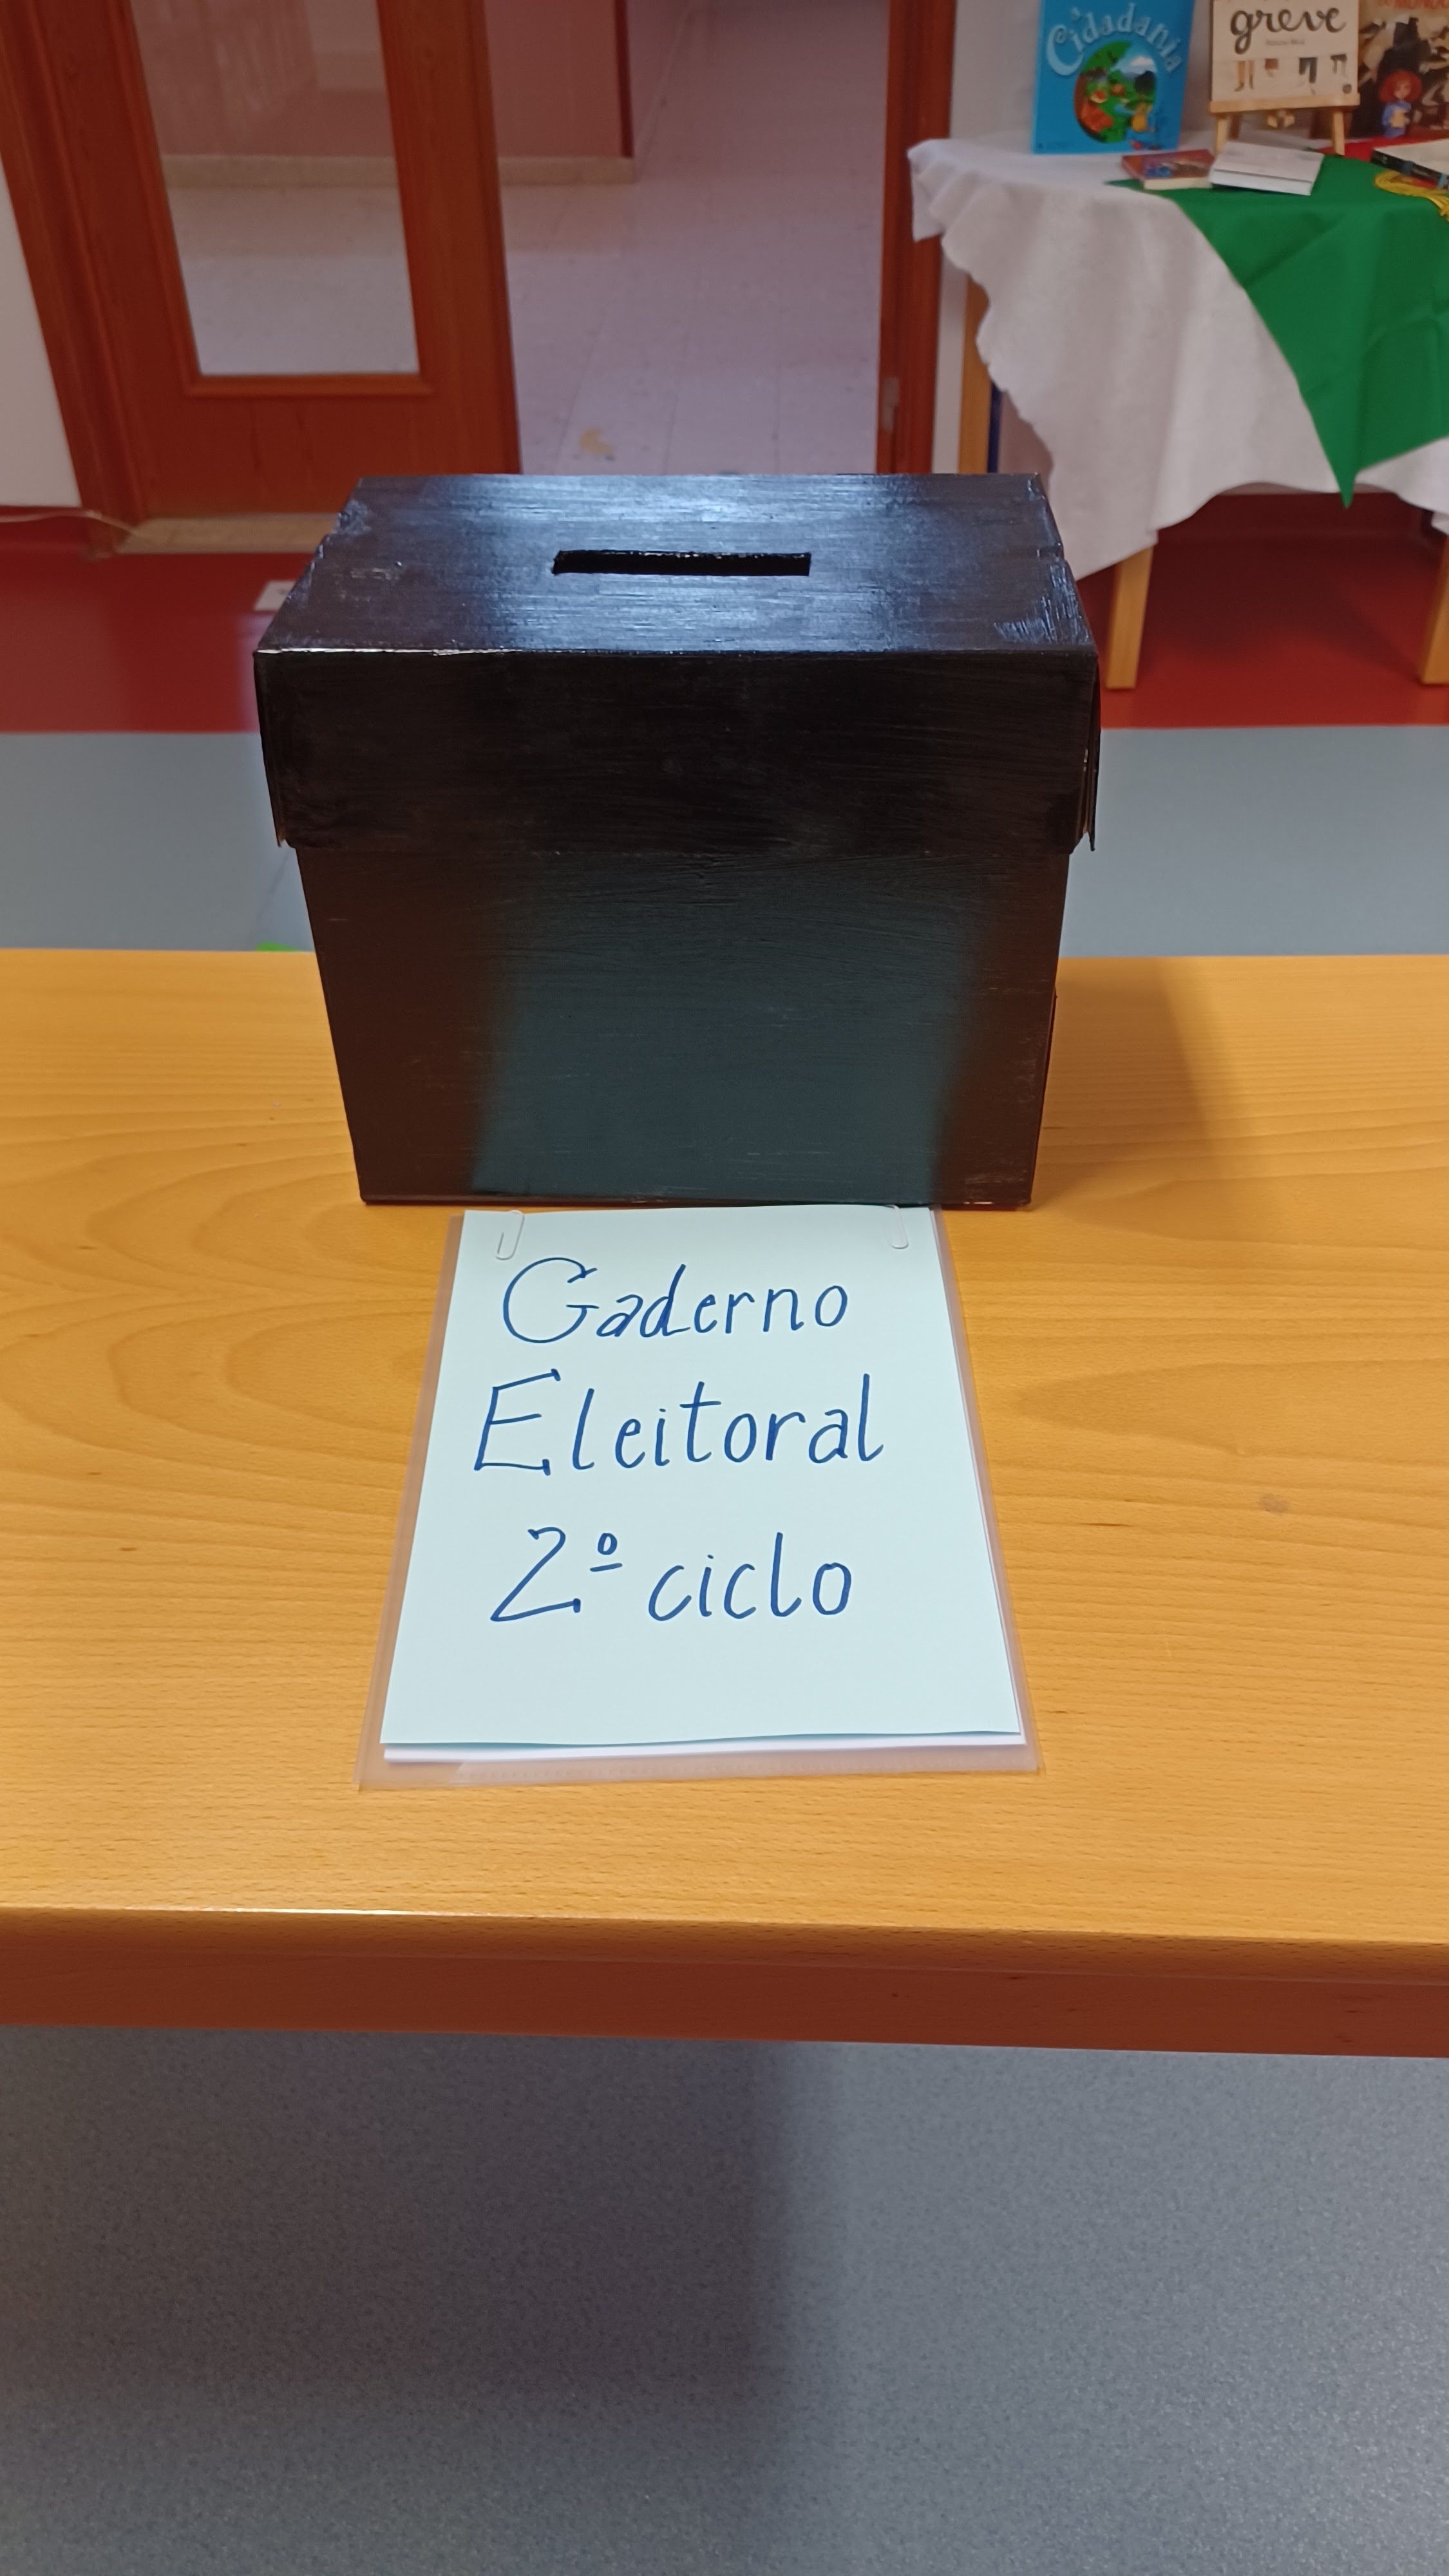 a
Cidadania
greve
Caderno
Eleitoral
2º ciclo